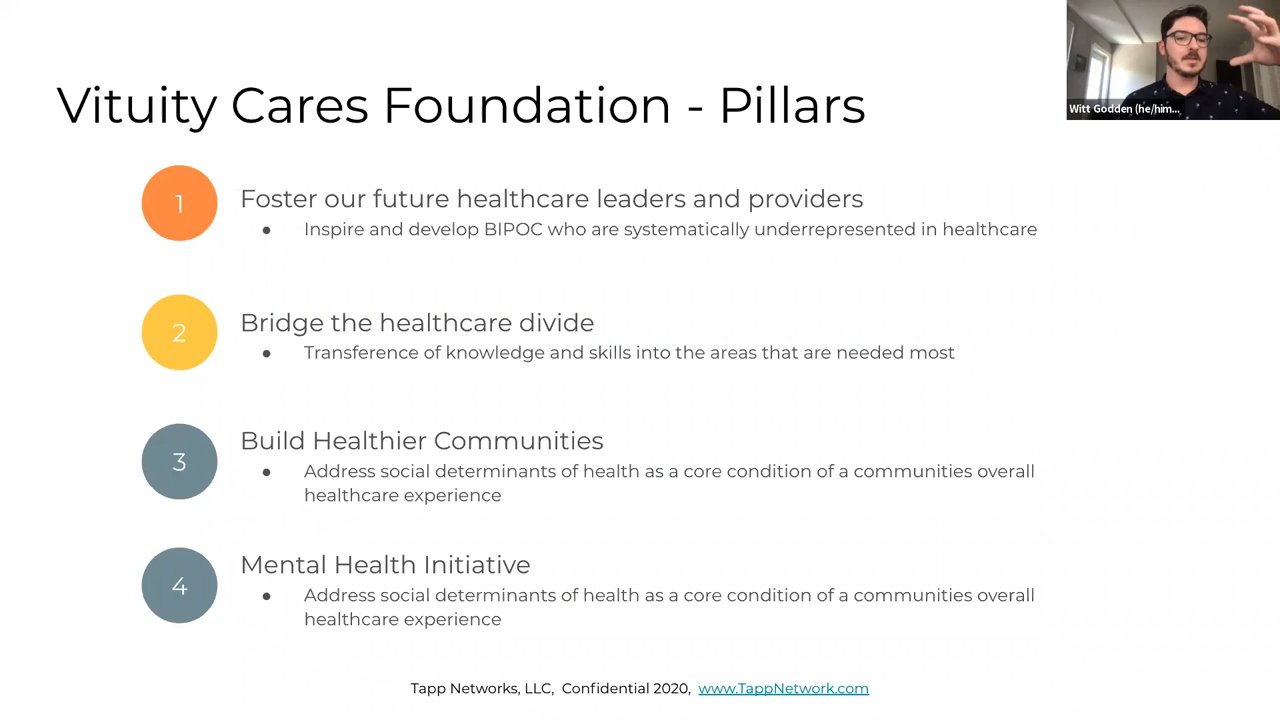 Witt Godden (he/him...
Vituity Cares Foundation - Pillars
1
Foster our future healthcare leaders and providers
● Inspire and develop BIPOC who are systematically underrepresented in healthcare
2
Bridge the healthcare divide
● Transference of knowledge and skills into the areas that are needed most
3
Build Healthier Communities
● Address social determinants of health as a core condition of a communities overall
healthcare experience
4
Mental Health Initiative
● Address social determinants of health as a core condition of a communities overall
healthcare experience
Tapp Networks, LLC, Confidential 2020, www.TappNetwork.com